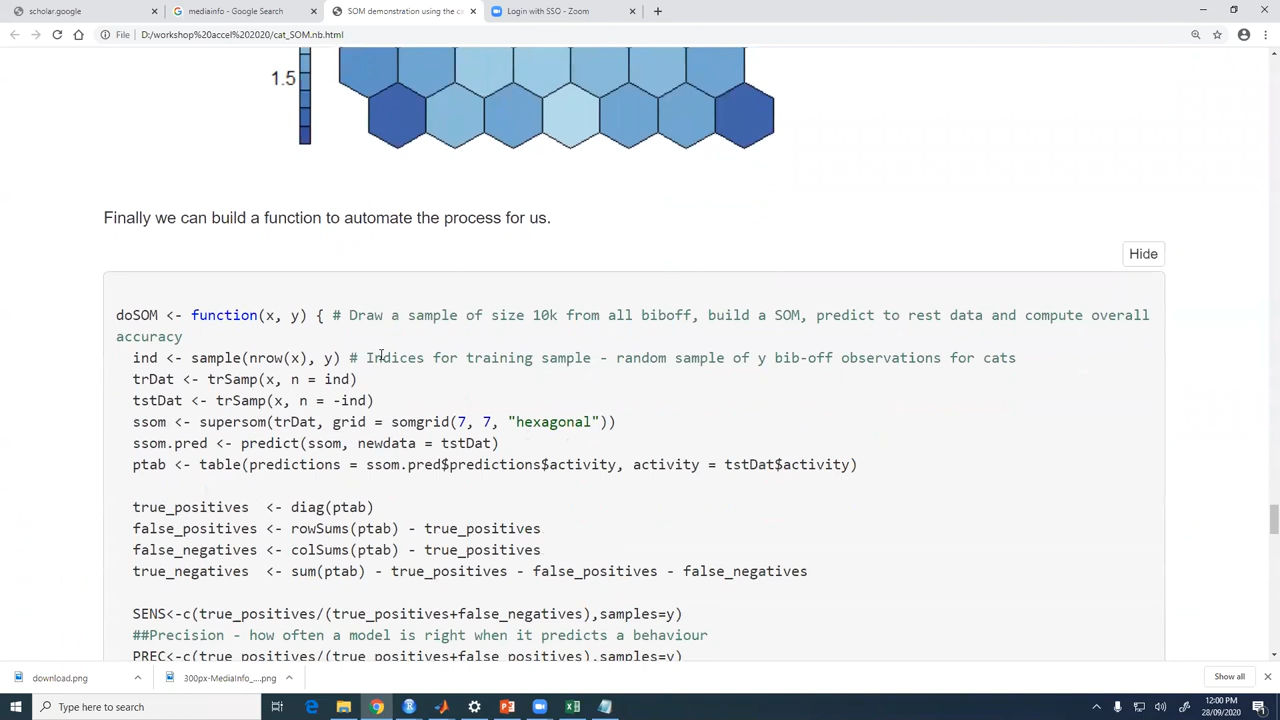 scholar.google
mediainfo - Google Search
SOM demonstration using the ca
Login with SSO - Zoom
File
D:/workshop%20accel%202020/cat_SOM.nb.html
1.5
Finally we can build a function to automate the process for us.
Hide
doSOM <- function(x, y) { # Draw a sample of size 10k from all biboff, build a SOM, predict to rest data and compute overall
accuracy
ind <- sample(nrow(x), y) # Indices for training sample - random sample of y bib-off observations for cats
trDat <- trSamp(x, n = ind)
tstDat <- trSamp(x, n = -ind)
ssom <- supersom(trDat, grid = somgrid(7, 7, "hexagonal"))
ssom.pred <- predict(ssom, newdata = tstDat)
ptab <- table(predictions = ssom.pred$predictions$activity, activity = tstDat$activity)
true_positives <- diag(ptab)
false_positives <- rowSums(ptab) - true_positives
false_negatives <- colSums(ptab) - true_positives
true_negatives <- sum(ptab) - true_positives - false_positives - false_negatives
SENS<-c(true_positives/(true_positives+false_negatives),samples=y)
##Precision - how often a model is right when it predicts a behaviour
PREC<-c(true_positives/(true_positives+false_positives),samples=y)
download.png
300px-MediaInfo_....png
Show all
Type here to search
12:00 PM
28/09/2020